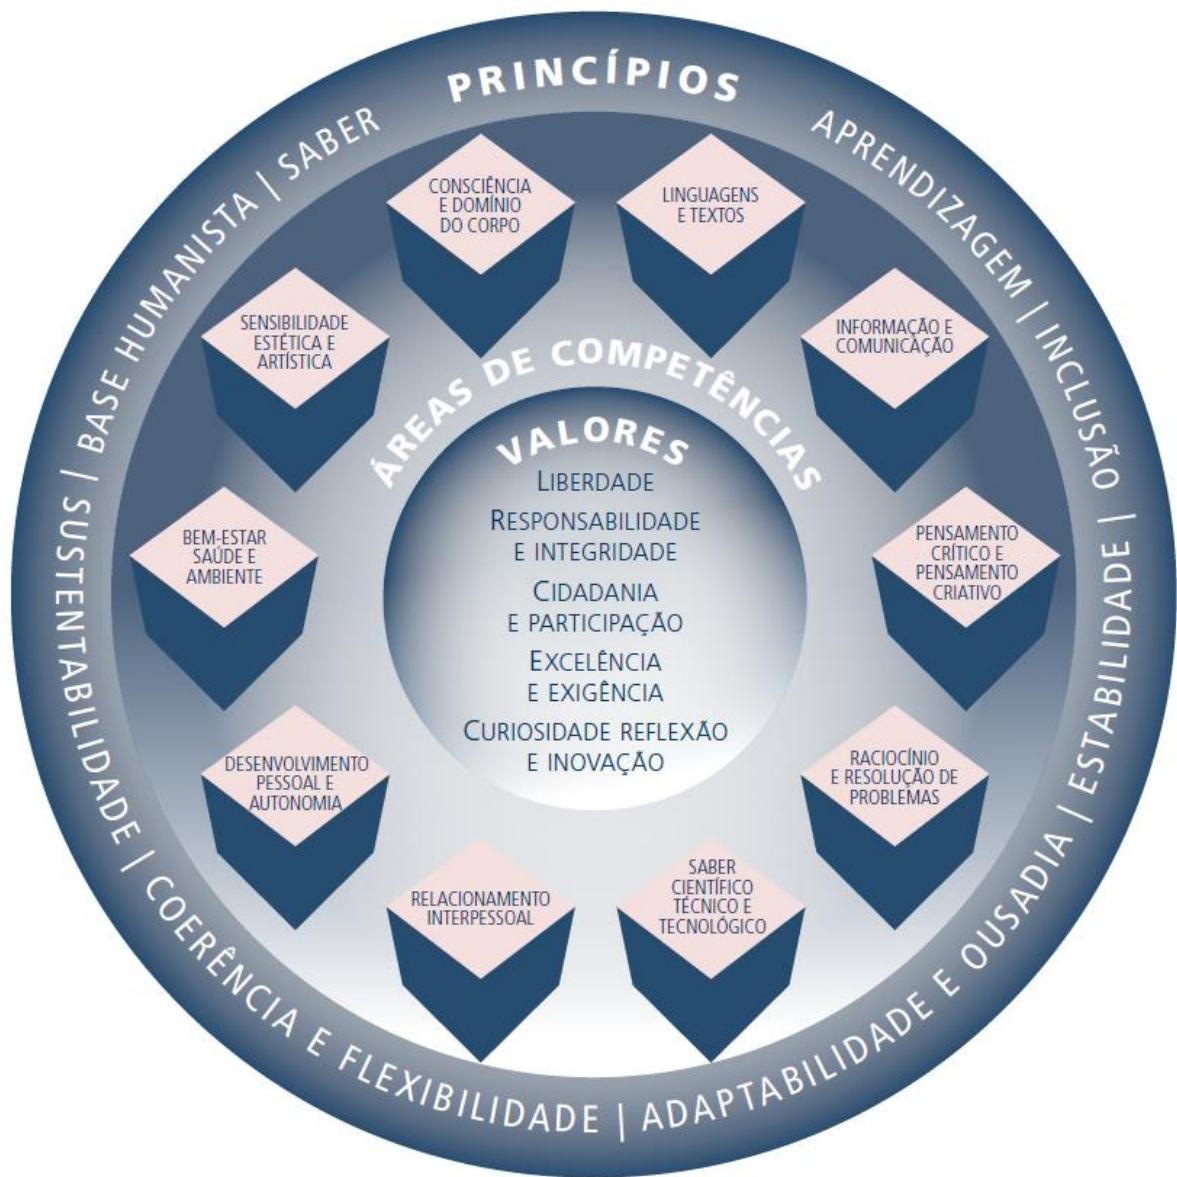 PRINCÍPIOS
APRENDIZAGEM | INCLUSÃO | ESTABILIDADE | ADAPTABILIDADE E OUSADIA | COERÊNCIA E FLEXIBILIDADE | SUSTENTABILIDADE | BASE HUMANISTA | SABER
CONSCIÊNCIA
E DOMÍNIO
DO CORPO
LINGUAGENS
E TEXTOS
SENSIBILIDADE
ESTÉTICA E
ARTÍSTICA
INFORMAÇÃO E
COMUNICAÇÃO
ÁREAS DE COMPETÊNCIAS
VALORES
LIBERDADE
RESPONSABILIDADE
E INTEGRIDADE
CIDADANIA
E PARTICIPAÇÃO
EXCELÊNCIA
E EXIGÊNCIA
CURIOSIDADE REFLEXÃO
E INOVAÇÃO
BEM-ESTAR
SAÚDE E
AMBIENTE
PENSAMENTO
CRÍTICO E
PENSAMENTO
CRIATIVO
DESENVOLVIMENTO
PESSOAL E
AUTONOMIA
RACIOCÍNIO
E RESOLUÇÃO DE
PROBLEMAS
RELACIONAMENTO
INTERPESSOAL
SABER
CIENTÍFICO
TÉCNICO E
TECNOLÓGICO